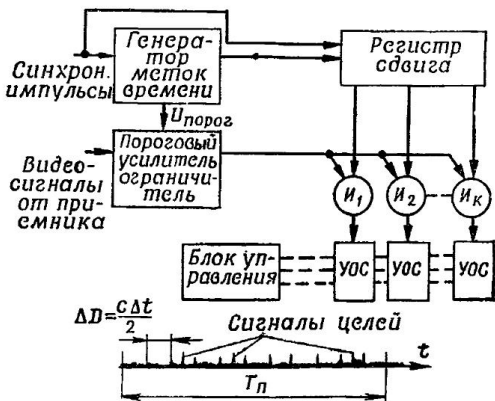 Генера-
тор
меток
времени
Регистр
сдвига
Синхрон.
импульсы
Uпорог
Пороговый
усилитель
ограничи-
тель
Видео-
сигналы
от при-
емника
И1
И2
Ик
Блок уп-
равления
УОС
УОС
УОС
ΔD = cΔt/2
Сигналы целей
t
Tп